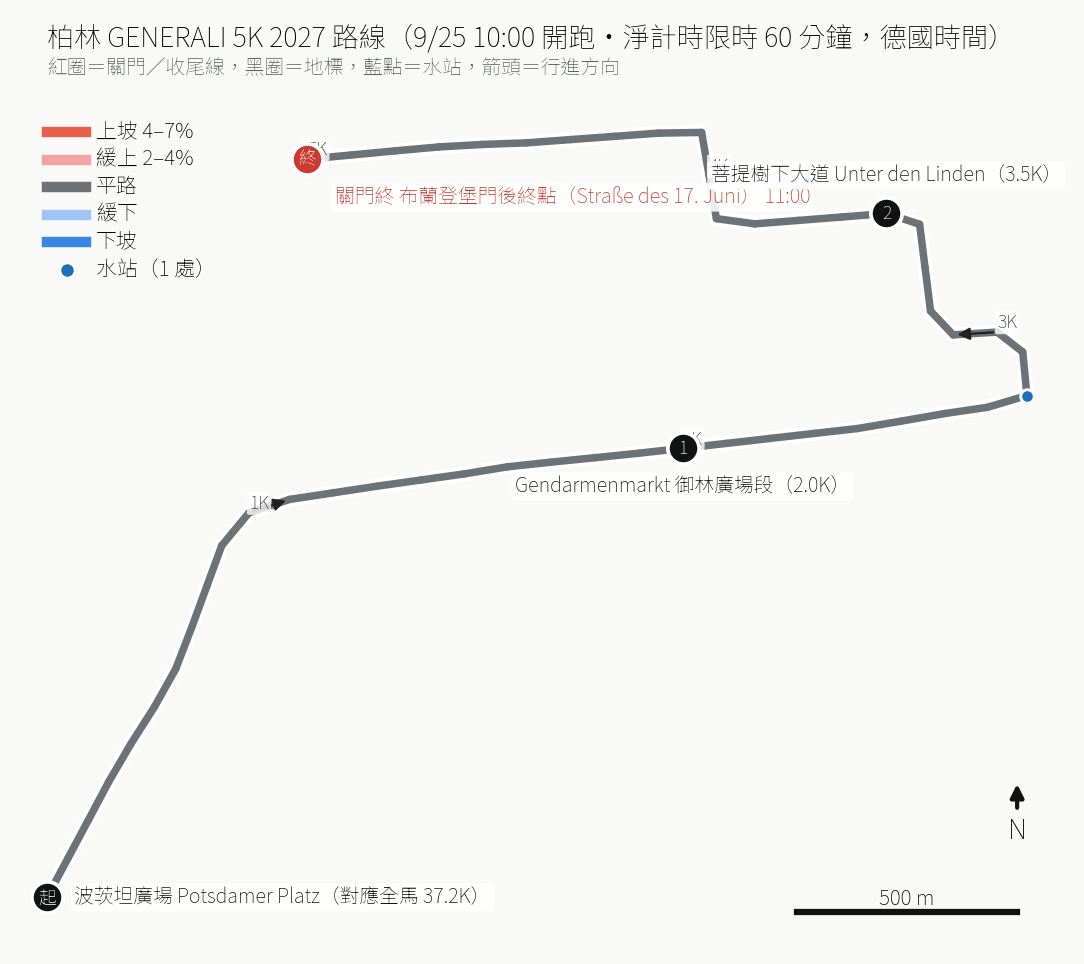 柏林 GENERALI 5K 2027 路線（9/25 10:00 開跑・淨計時限時 60 分鐘，德國時間）
紅圈＝關門／收尾線，黑圈＝地標，藍點＝水站，箭頭＝行進方向
上坡 4–7%
緩上 2–4%
平路
緩下
下坡
水站（1 處）
終
菩提樹下大道 Unter den Linden（3.5K）
關門終 布蘭登堡門後終點（Straße des 17. Juni） 11:00
2
3K
1
Gendarmenmarkt 御林廣場段（2.0K）
1K
N
起
波茨坦廣場 Potsdamer Platz（對應全馬 37.2K）
500 m